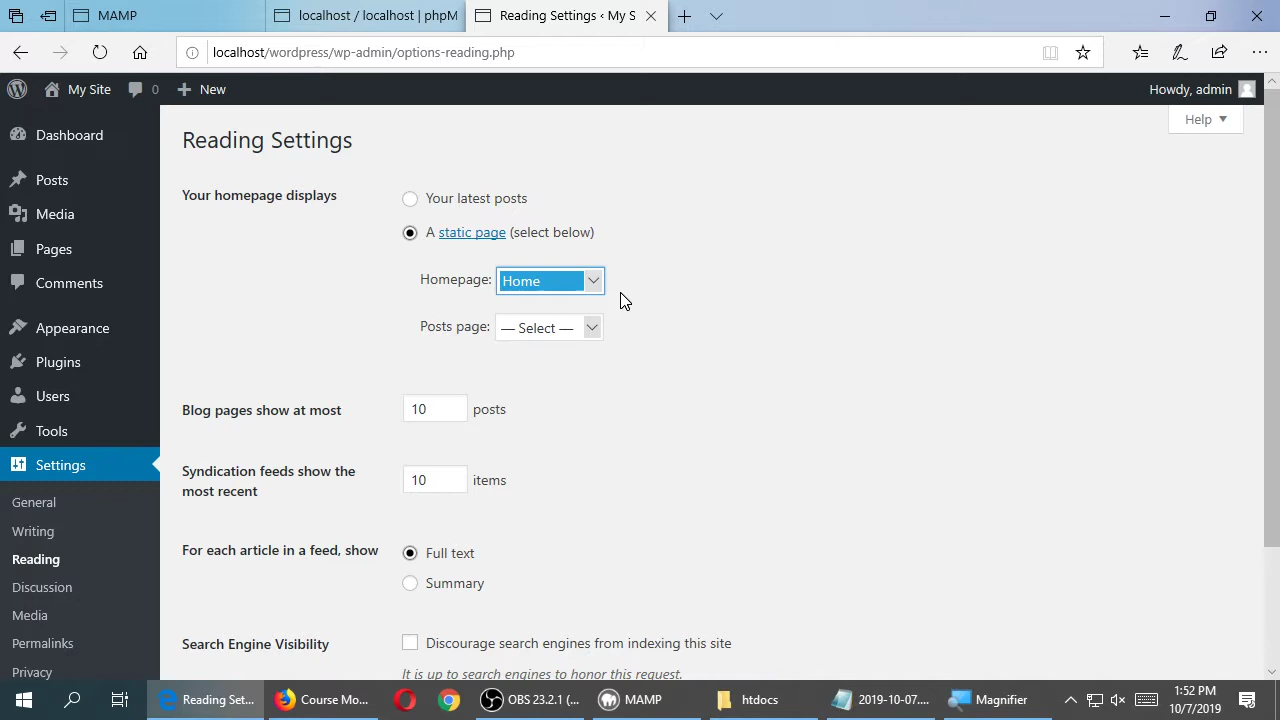 MAMP
localhost / localhost | phpM
Reading Settings ‹ My S
localhost/wordpress/wp-admin/options-reading.php
My Site
0
New
Howdy, admin
Help
Dashboard
Posts
Media
Pages
Comments
Appearance
Plugins
Users
Tools
Settings
General
Writing
Reading
Discussion
Media
Permalinks
Privacy
Reading Settings
Your homepage displays
Your latest posts
A static page (select below)
Homepage: Home
Posts page: — Select —
Blog pages show at most
10 posts
Syndication feeds show the
most recent
10 items
For each article in a feed, show
Full text
Summary
Search Engine Visibility
Discourage search engines from indexing this site
It is up to search engines to honor this request.
Reading Set...
Course Mo...
OBS 23.2.1 (...
MAMP
htdocs
2019-10-07....
Magnifier
1:52 PM
10/7/2019